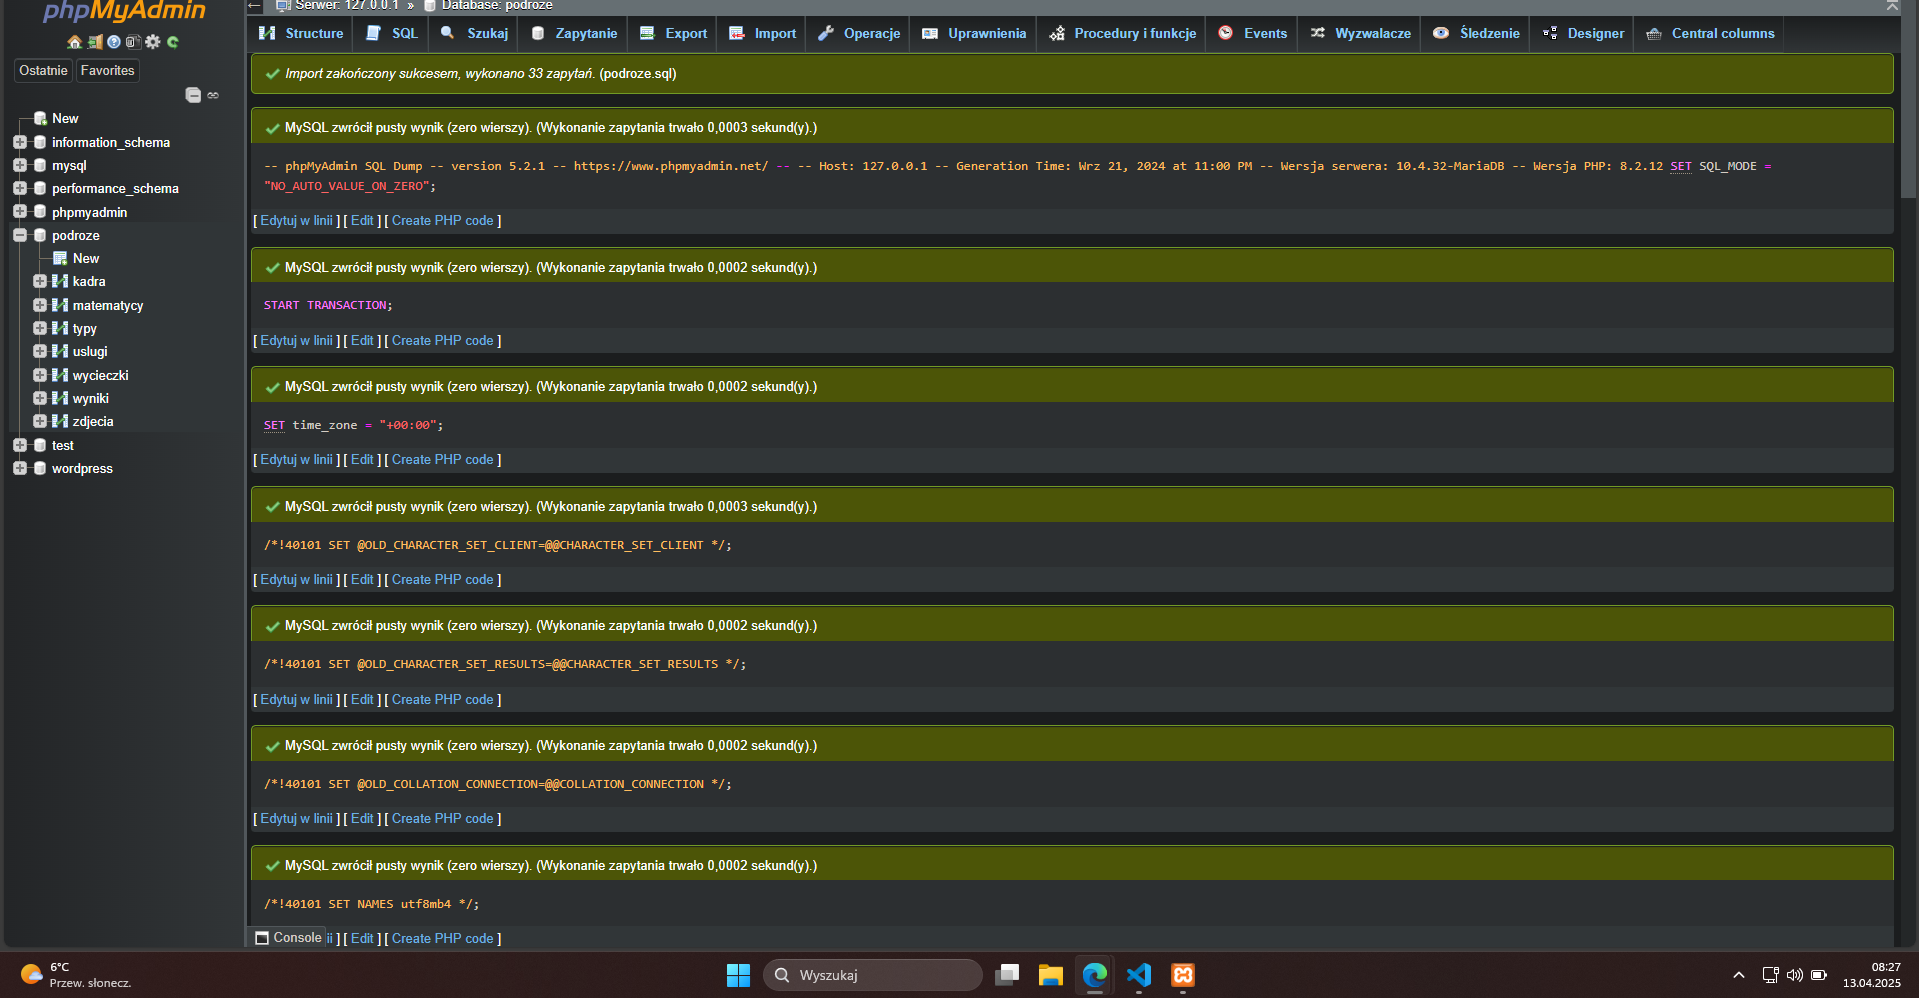 phpMyAdmin
Ostatnie Favorites
New
information_schema
mysql
performance_schema
phpmyadmin
podroze
New
kadra
matematycy
typy
uslugi
wycieczki
wyniki
zdjecia
test
wordpress
Serwer: 127.0.0.1 » Database: podroze
Structure SQL Szukaj Zapytanie Export Import Operacje Uprawnienia Procedury i funkcje Events Wyzwalacze Śledzenie Designer Central columns
Import zakończony sukcesem, wykonano 33 zapytań. (podroze.sql)
MySQL zwrócił pusty wynik (zero wierszy). (Wykonanie zapytania trwało 0,0003 sekund(y).)
-- phpMyAdmin SQL Dump -- version 5.2.1 -- https://www.phpmyadmin.net/ -- -- Host: 127.0.0.1 -- Generation Time: Wrz 21, 2024 at 11:00 PM -- Wersja serwera: 10.4.32-MariaDB -- Wersja PHP: 8.2.12 SET SQL_MODE =
"NO_AUTO_VALUE_ON_ZERO";
[ Edytuj w linii ] [ Edit ] [ Create PHP code ]
MySQL zwrócił pusty wynik (zero wierszy). (Wykonanie zapytania trwało 0,0002 sekund(y).)
START TRANSACTION;
[ Edytuj w linii ] [ Edit ] [ Create PHP code ]
MySQL zwrócił pusty wynik (zero wierszy). (Wykonanie zapytania trwało 0,0002 sekund(y).)
SET time_zone = "+00:00";
[ Edytuj w linii ] [ Edit ] [ Create PHP code ]
MySQL zwrócił pusty wynik (zero wierszy). (Wykonanie zapytania trwało 0,0003 sekund(y).)
/*!40101 SET @OLD_CHARACTER_SET_CLIENT=@@CHARACTER_SET_CLIENT */;
[ Edytuj w linii ] [ Edit ] [ Create PHP code ]
MySQL zwrócił pusty wynik (zero wierszy). (Wykonanie zapytania trwało 0,0002 sekund(y).)
/*!40101 SET @OLD_CHARACTER_SET_RESULTS=@@CHARACTER_SET_RESULTS */;
[ Edytuj w linii ] [ Edit ] [ Create PHP code ]
MySQL zwrócił pusty wynik (zero wierszy). (Wykonanie zapytania trwało 0,0002 sekund(y).)
/*!40101 SET @OLD_COLLATION_CONNECTION=@@COLLATION_CONNECTION */;
[ Edytuj w linii ] [ Edit ] [ Create PHP code ]
MySQL zwrócił pusty wynik (zero wierszy). (Wykonanie zapytania trwało 0,0002 sekund(y).)
/*!40101 SET NAMES utf8mb4 */;
Console ii ] [ Edit ] [ Create PHP code ]
6°C
Przew. słonecz.
Wyszukaj
08:27
13.04.2025